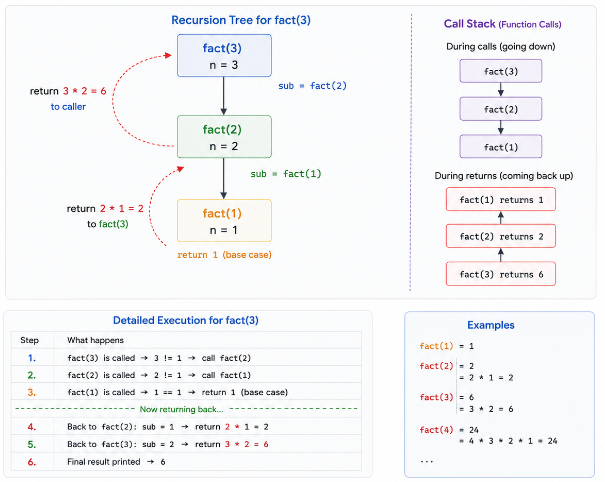 Recursion Tree for fact(3)
fact(3)
n = 3
sub = fact(2)
return 3 * 2 = 6
to caller
fact(2)
n = 2
sub = fact(1)
return 2 * 1 = 2
to fact(3)
fact(1)
n = 1
return 1 (base case)
Call Stack (Function Calls)
During calls (going down)
fact(3)
fact(2)
fact(1)
During returns (coming back up)
fact(1) returns 1
fact(2) returns 2
fact(3) returns 6
Detailed Execution for fact(3)
Step What happens
1. fact(3) is called → 3 != 1 → call fact(2)
2. fact(2) is called → 2 != 1 → call fact(1)
3. fact(1) is called → 1 == 1 → return 1 (base case)
Now returning back...
4. Back to fact(2): sub = 1 → return 2 * 1 = 2
5. Back to fact(3): sub = 2 → return 3 * 2 = 6
6. Final result printed → 6
Examples
fact(1) = 1
fact(2) = 2
= 2 * 1 = 2
fact(3) = 6
= 3 * 2 = 6
fact(4) = 24
= 4 * 3 * 2 * 1 = 24
...